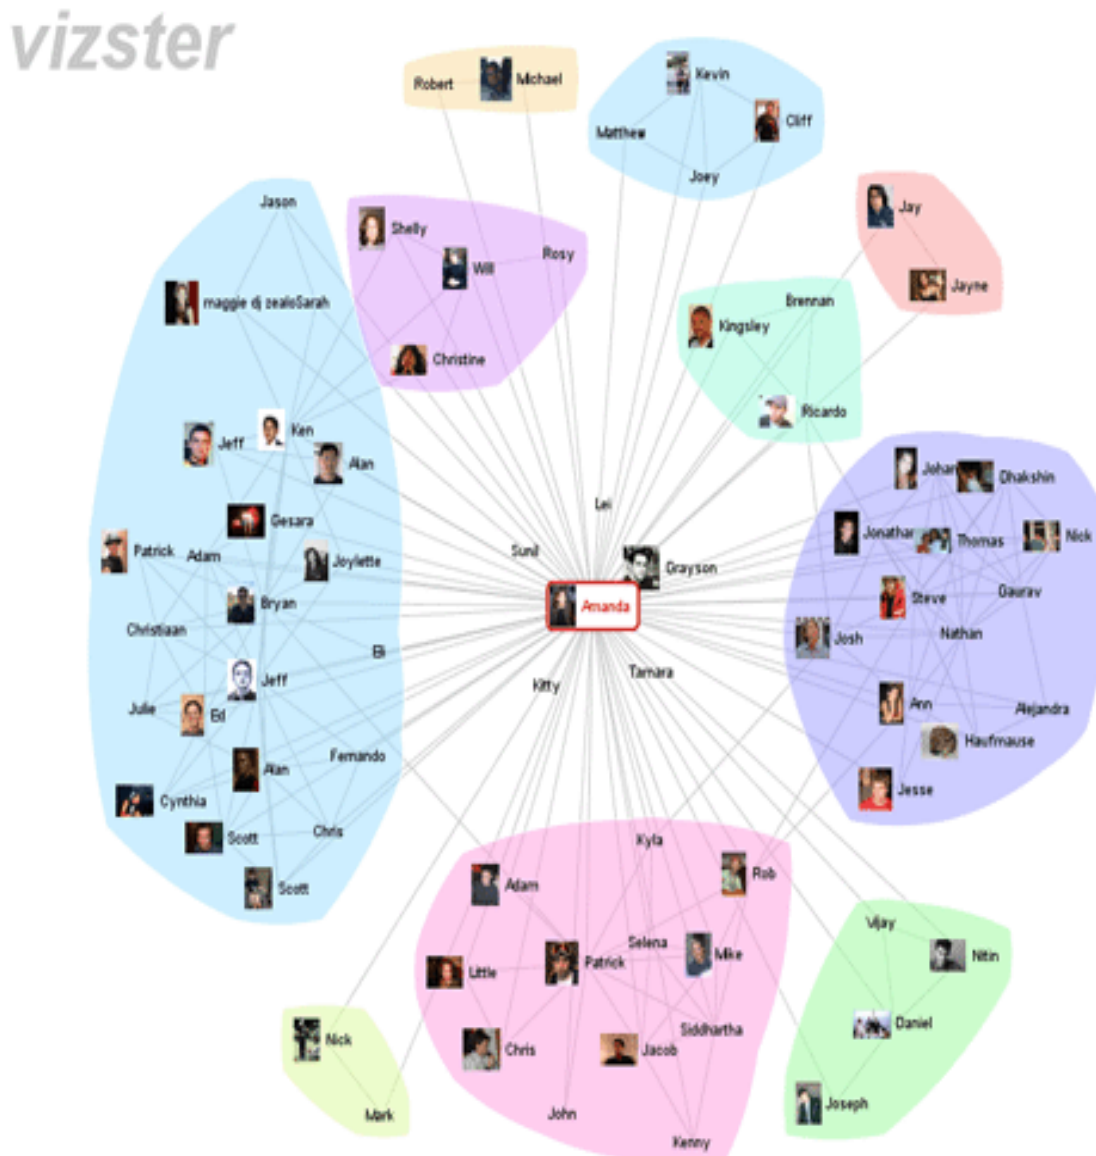 vizster
Robert
Michael
Kevin
Cliff
Matthew
Joey
Jason
Shelly
Will
Rosy
Jay
Jayne
maggie dj zealoSarah
Christine
Kingsley
Brennan
Ricardo
Jeff
Ken
Alan
Gesara
Patrick
Adam
Joylette
Bryan
Christiaan
Eli
Jeff
Julie
Ed
Fernando
Alan
Cynthia
Scott
Chris
Scott
Lei
Sunil
Grayson
Amanda
Kitty
Tamara
Johan
Dhakshin
Jonathan
Thomas
Nick
Steve
Gaurav
Josh
Nathan
Ann
Alejandra
Haufmause
Jesse
Kyla
Adam
Rob
Selena
Little
Patrick
Mike
Siddhartha
Chris
Jacob
John
Kenny
Vijay
Nitin
Daniel
Joseph
Nick
Mark